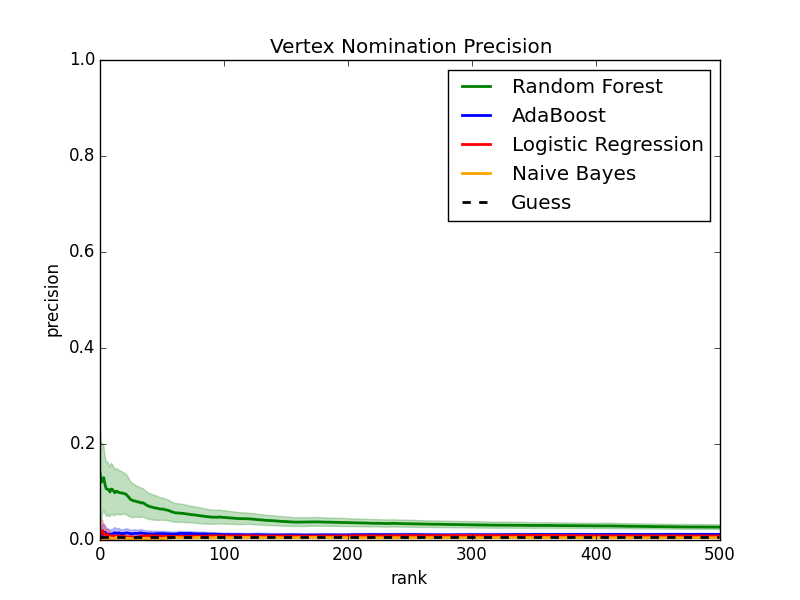 Vertex Nomination Precision
1.0
0.8
0.6
0.4
0.2
0.0
precision
Random Forest
AdaBoost
Logistic Regression
Naive Bayes
Guess
0 100 200 300 400 500
rank